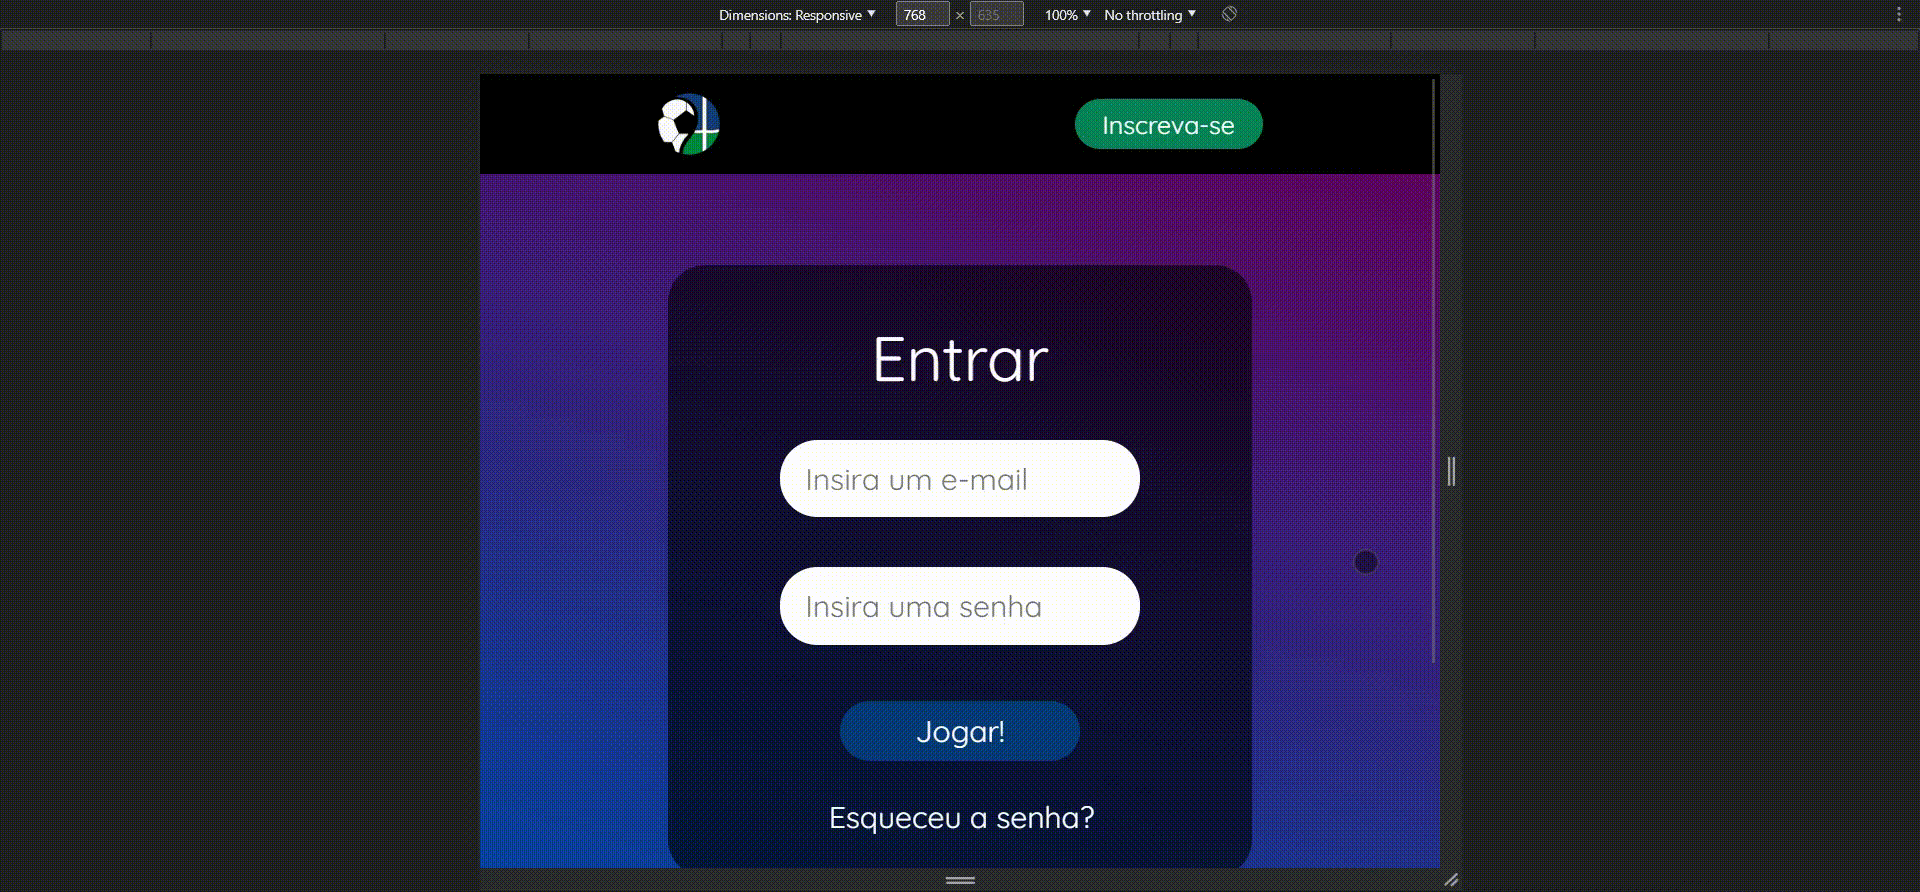 Dimensions: Responsive 768 × 635 100% No throttling
Inscreva-se
Entrar
Insira um e-mail
Insira uma senha
Jogar!
Esqueceu a senha?